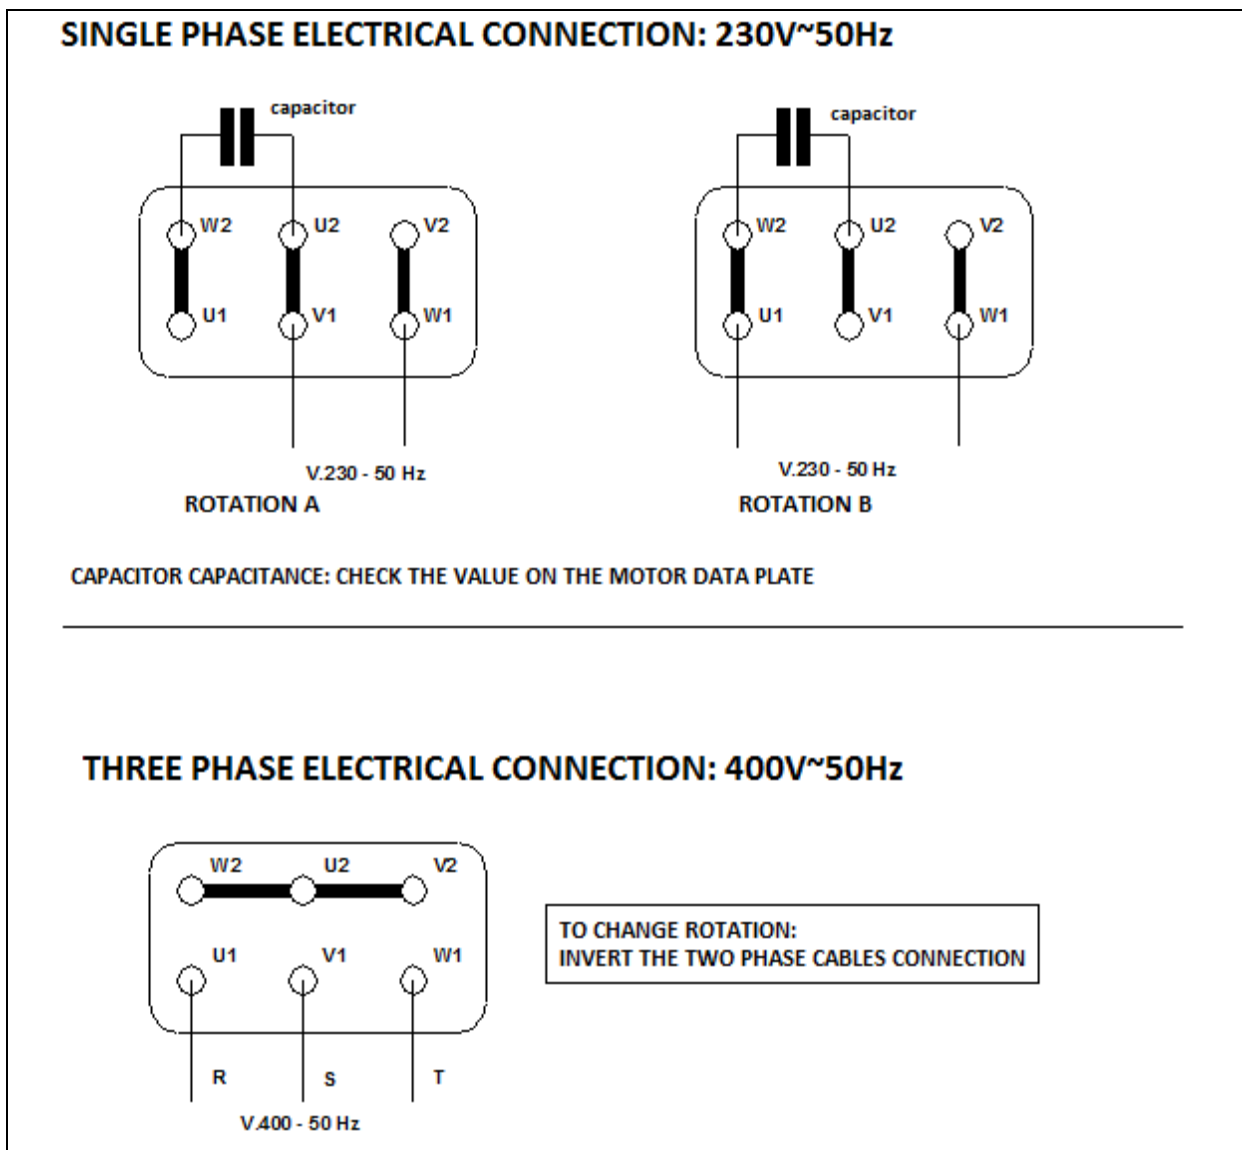 SINGLE PHASE ELECTRICAL CONNECTION: 230V~50Hz
capacitor
W2 U2 V2
U1 V1 W1
V.230 - 50 Hz
ROTATION A
capacitor
W2 U2 V2
U1 V1 W1
V.230 - 50 Hz
ROTATION B
CAPACITOR CAPACITANCE: CHECK THE VALUE ON THE MOTOR DATA PLATE
THREE PHASE ELECTRICAL CONNECTION: 400V~50Hz
W2 U2 V2
U1 V1 W1
R S T
V.400 - 50 Hz
TO CHANGE ROTATION:
INVERT THE TWO PHASE CABLES CONNECTION